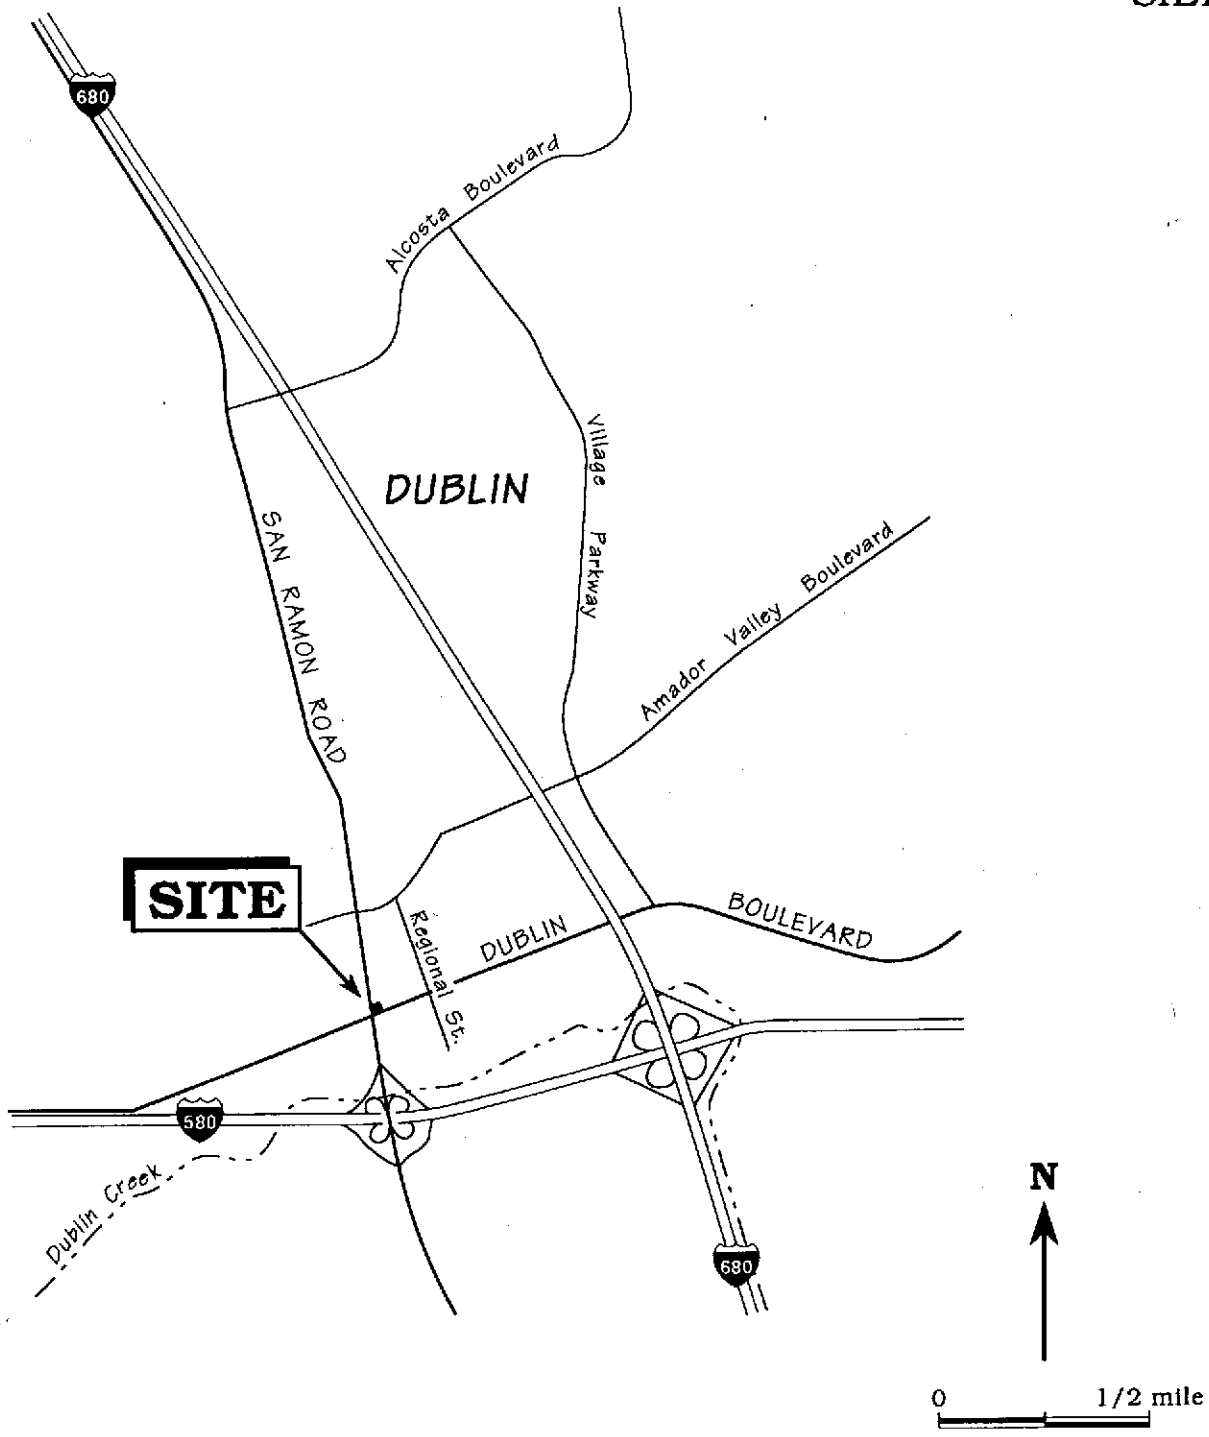 680
Alcosta Boulevard
Village Parkway
DUBLIN
SAN RAMON ROAD
Amador Valley Boulevard
SITE
Regional St.
DUBLIN BOULEVARD
580
Dublin Creek
680
N
0 1/2 mile